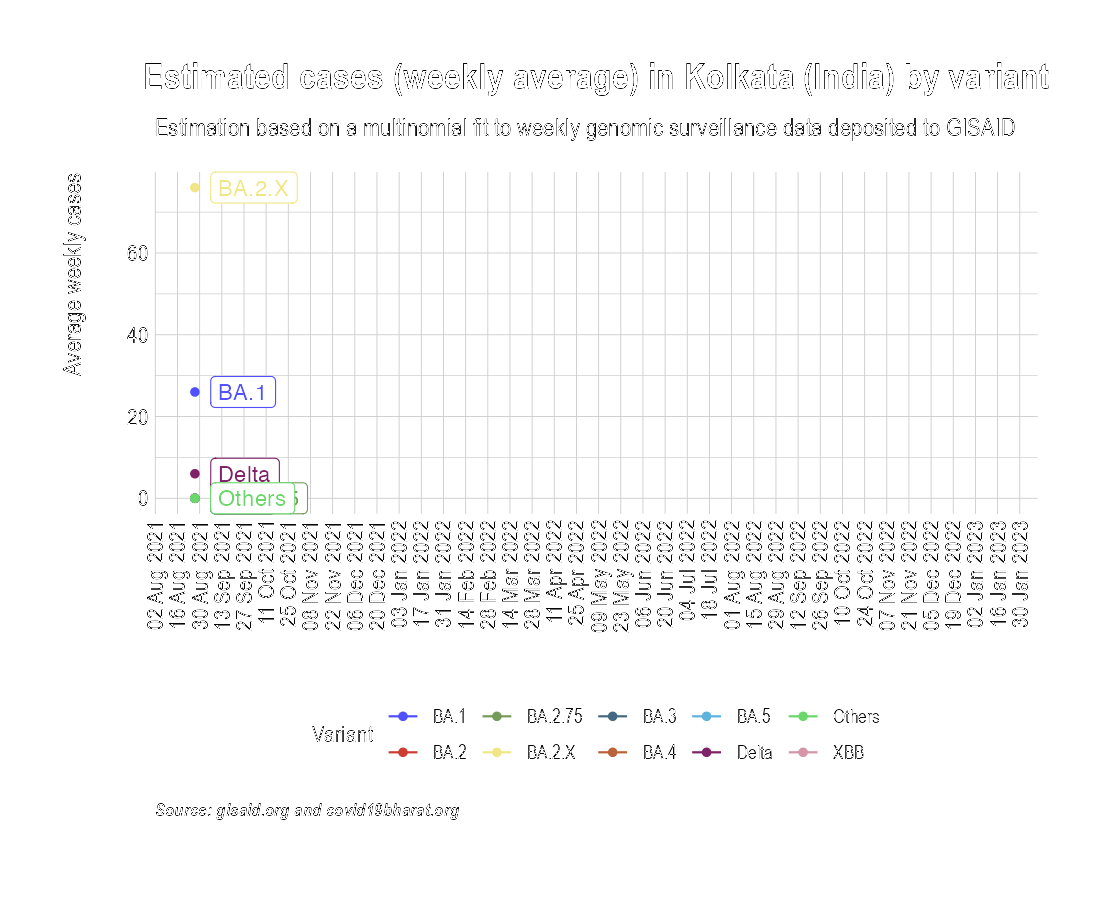 Estimated cases (weekly average) in Kolkata (India) by variant
Estimation based on a multinomial fit to weekly genomic surveillance data deposited to GISAID
Average weekly cases
BA.2.X
60
40
BA.1
20
Delta
Others 5
0
02 Aug 2021
16 Aug 2021
30 Aug 2021
13 Sep 2021
27 Sep 2021
11 Oct 2021
25 Oct 2021
08 Nov 2021
22 Nov 2021
06 Dec 2021
20 Dec 2021
03 Jan 2022
17 Jan 2022
31 Jan 2022
14 Feb 2022
28 Feb 2022
14 Mar 2022
28 Mar 2022
11 Apr 2022
25 Apr 2022
09 May 2022
23 May 2022
06 Jun 2022
20 Jun 2022
04 Jul 2022
18 Jul 2022
01 Aug 2022
15 Aug 2022
29 Aug 2022
12 Sep 2022
26 Sep 2022
10 Oct 2022
24 Oct 2022
07 Nov 2022
21 Nov 2022
05 Dec 2022
19 Dec 2022
02 Jan 2023
16 Jan 2023
30 Jan 2023
Variant
BA.1 BA.2.75 BA.3 BA.5 Others
BA.2 BA.2.X BA.4 Delta XBB
Source: gisaid.org and covid19bharat.org